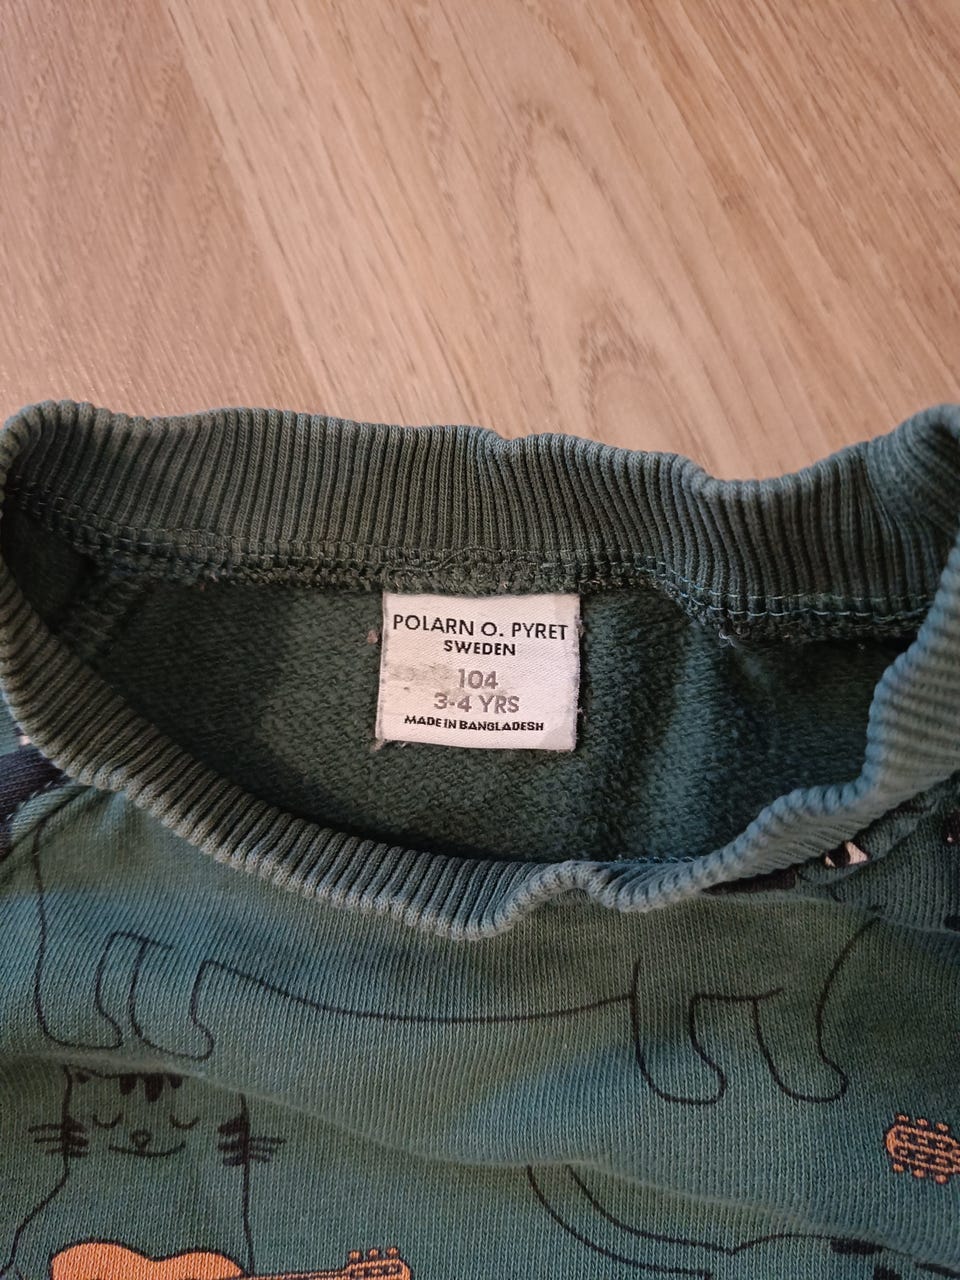 POLARN O. PYRET
SWEDEN
104
3-4 YRS
MADE IN BANGLADESH